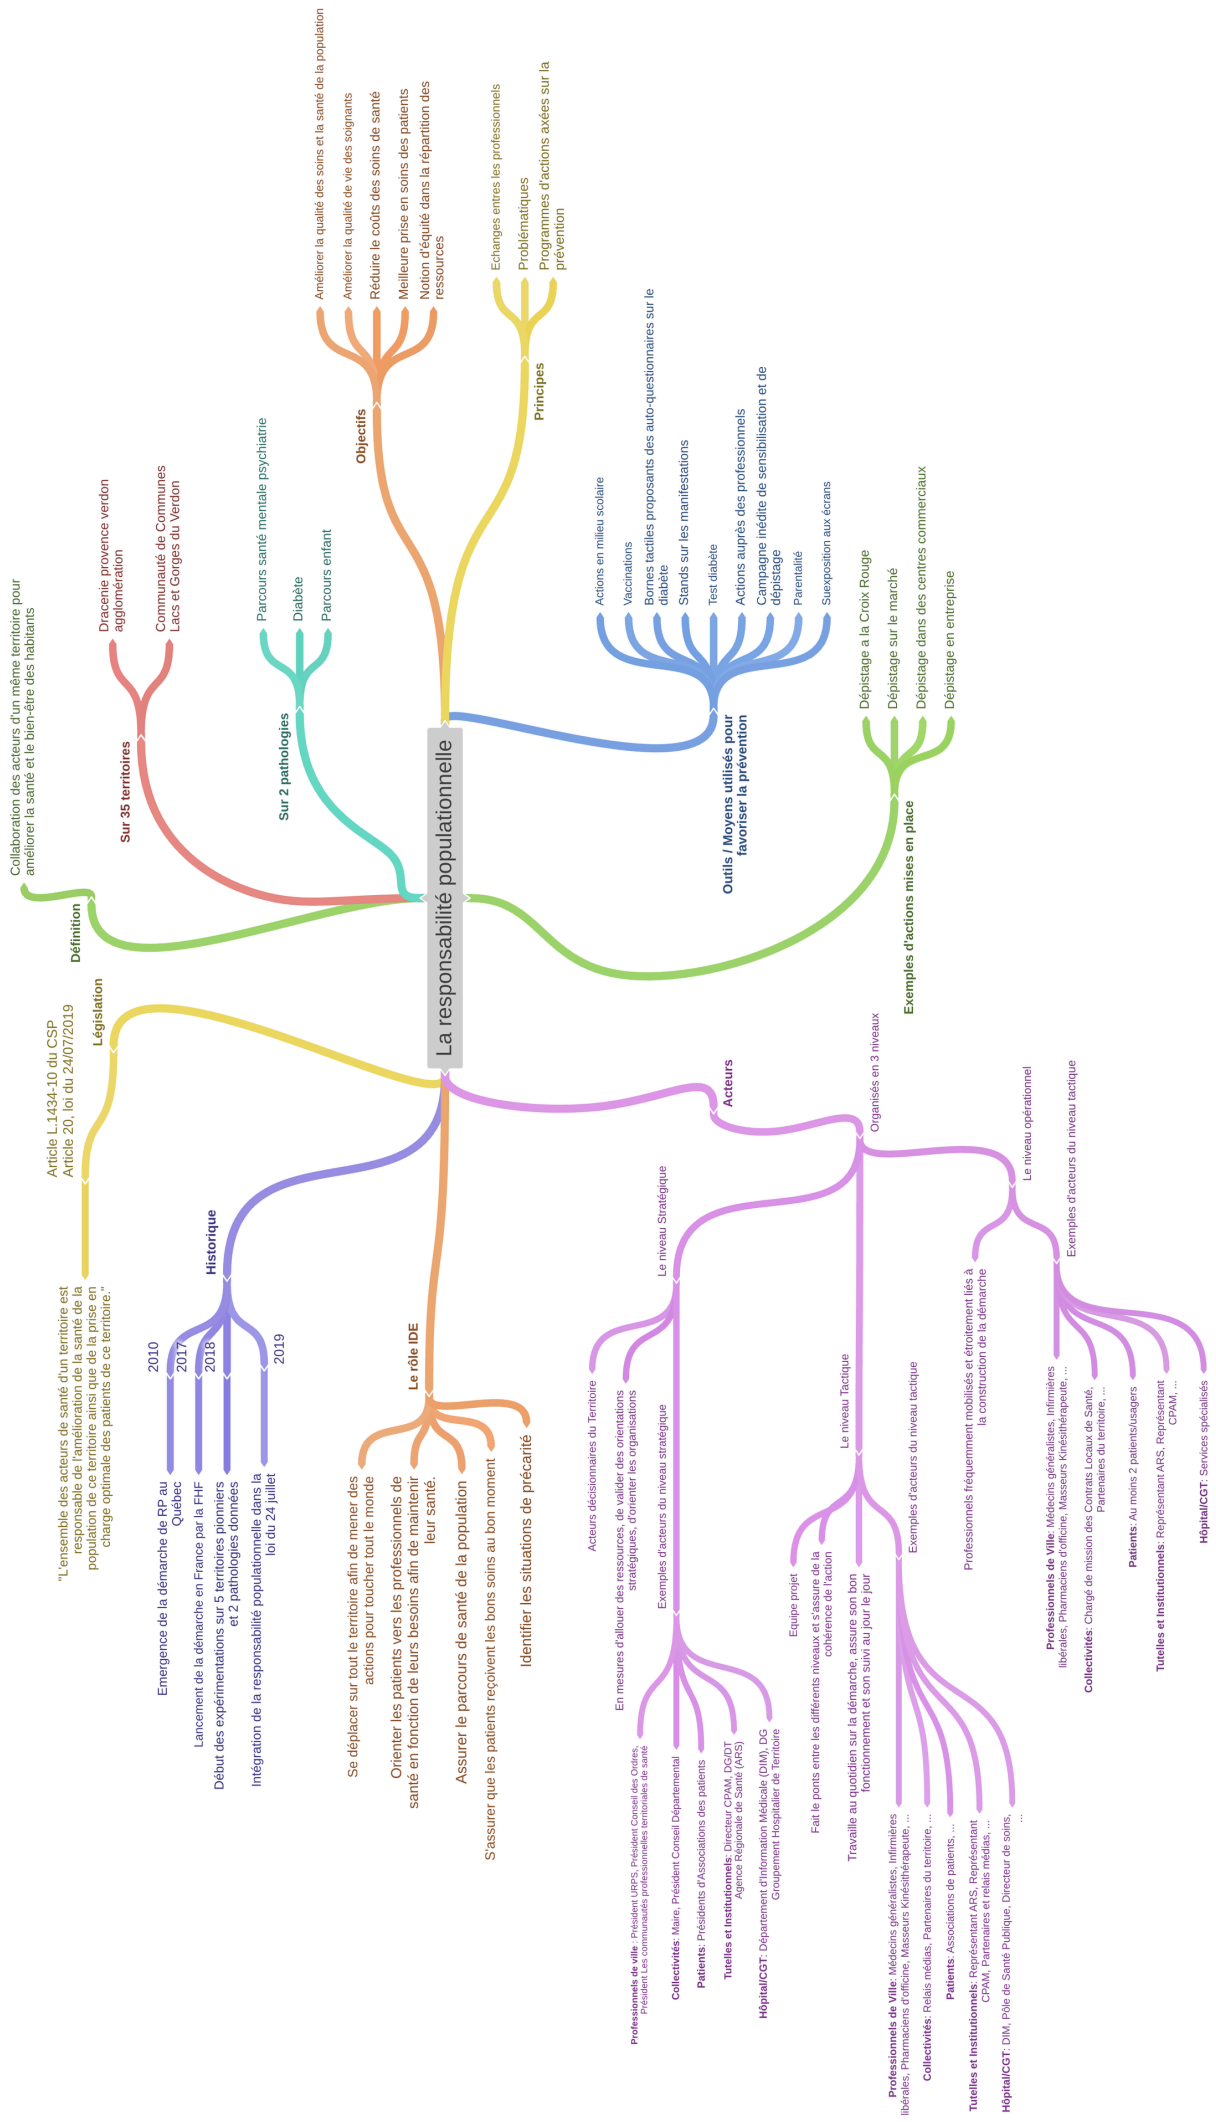 La responsabilité populationnelle
Définition
Collaboration des acteurs d'un même territoire pour
améliorer la santé et le bien-être des habitants
Sur 35 territoires
Dracenie provence verdon
agglomération
Communauté de Communes
Lacs et Gorges du Verdon
Sur 2 pathologies
Parcours santé mentale psychiatrie
Diabète
Parcours enfant
Objectifs
Améliorer la qualité des soins et la santé de la population
Améliorer la qualité de vie des soignants
Réduire le coûts des soins de santé
Meilleure prise en soins des patients
Notion d'équité dans la répartition des
ressources
Principes
Echanges entres les professionnels
Problématiques
Programmes d'actions axées sur la
prévention
Outils / Moyens utilisés pour
favoriser la prévention
Actions en milieu scolaire
Vaccinations
Bornes tactiles proposants des auto-questionnaires sur le
diabète
Stands sur les manifestations
Test diabète
Actions auprès des professionnels
Campagne inédite de sensibilisation et de
dépistage
Parentalité
Suexposition aux écrans
Exemples d'actions mises en place
Dépistage a la Croix Rouge
Dépistage sur le marché
Dépistage dans des centres commerciaux
Dépistage en entreprise
Législation
Article L.1434-10 du CSP
Article 20, loi du 24/07/2019
"L'ensemble des acteurs de santé d'un territoire est
responsable de l'amélioration de la santé de la
population de ce territoire ainsi que de la prise en
charge optimale des patients de ce territoire."
Historique
2010
Emergence de la démarche de RP au
Québec
2017
Lancement de la démarche en France par la FHF
2018
Début des expérimentations sur 5 territoires pionniers
et 2 pathologies données
2019
Intégration de la responsabilité populationnelle dans la
loi du 24 juillet
Le rôle IDE
Se déplacer sur tout le territoire afin de mener des
actions pour toucher tout le monde
Orienter les patients vers les professionnels de
santé en fonction de leurs besoins afin de maintenir
leur santé.
Assurer le parcours de santé de la population
S'assurer que les patients reçoivent les bons soins au bon moment
Identifier les situations de précarité
Acteurs
Organisés en 3 niveaux
Le niveau Stratégique
Acteurs décisionnaires du Territoire
En mesures d'allouer des ressources, de valider des orientations
stratégiques, d'orienter les organisations
Exemples d'acteurs du niveau stratégique
Professionnels de ville : Président URPS, Président Conseil des Ordres,
Président Les communautés professionnelles territoriales de santé
Collectivités: Maire, Président Conseil Départemental
Patients: Présidents d'Associations des patients
Tutelles et Institutionnels: Directeur CPAM, DG/DT
Agence Régionale de Santé (ARS)
Hôpital/CGT: Département d'Information Médicale (DIM), DG
Groupement Hospitalier de Territoire
Le niveau Tactique
Equipe projet
Fait le ponts entre les différents niveaux et s'assure de la
cohérence de l'action
Travaille au quotidien sur la démarche, assure son bon
fonctionnement et son suivi au jour le jour
Exemples d'acteurs du niveau tactique
Professionnels de Ville: Médecins généralistes, Infirmières
libérales, Pharmaciens d'officine, Masseurs Kinésithérapeute, ...
Collectivités: Relais médias, Partenaires du territoire, ...
Patients: Associations de patients, ...
Tutelles et Institutionnels: Représentant ARS, Représentant
CPAM, Partenaires et relais médias, ...
Hôpital/CGT: DIM, Pôle de Santé Publique, Directeur de soins,
...
Le niveau opérationnel
Professionnels fréquemment mobilisés et étroitement liés à
la construction de la démarche
Exemples d'acteurs du niveau tactique
Professionnels de Ville: Médecins généralistes, Infirmières
libérales, Pharmaciens d'officine, Masseurs Kinésithérapeute, ...
Collectivités: Chargé de mission des Contrats Locaux de Santé,
Partenaires du territoire, ...
Patients: Au moins 2 patients/usagers
Tutelles et Institutionnels: Représentant ARS, Représentant
CPAM, ...
Hôpital/CGT: Services spécialisés